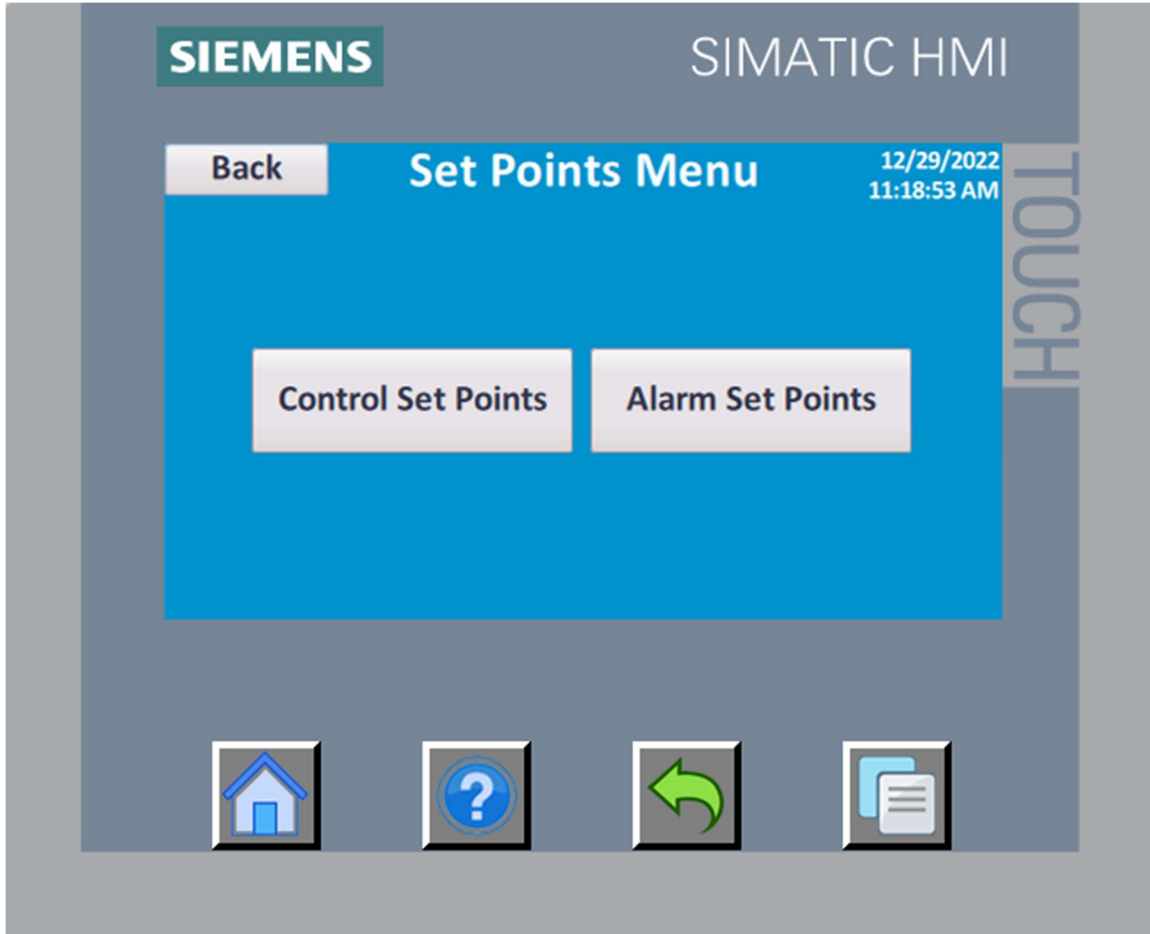 SIEMENS
SIMATIC HMI
Back
Set Points Menu
12/29/2022
11:18:53 AM
TOUCH
Control Set Points
Alarm Set Points
?